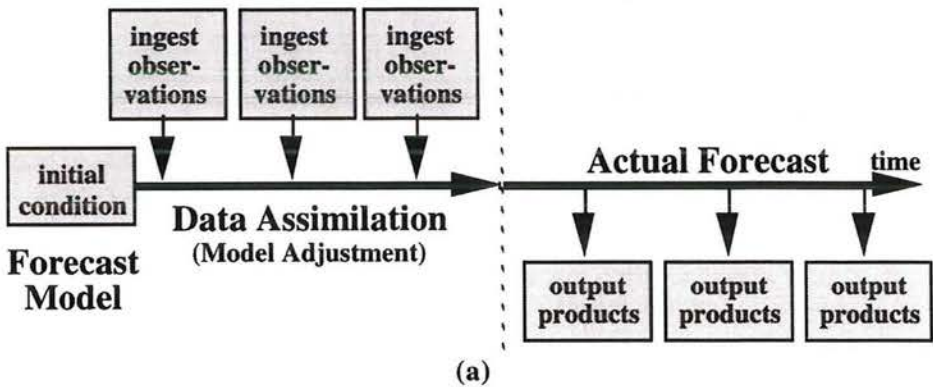 ingest
obser-
vations
ingest
obser-
vations
ingest
obser-
vations
initial
condition
Forecast
Model
Data Assimilation
(Model Adjustment)
Actual Forecast
time
output
products
output
products
output
products
(a)